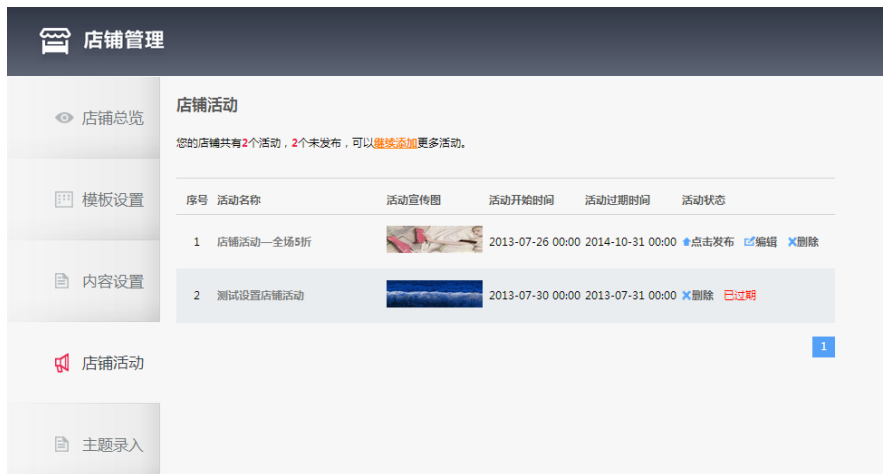 店铺管理
店铺总览
模板设置
内容设置
店铺活动
主题录入
店铺活动
您的店铺共有2个活动，2个未发布，可以继续添加更多活动。
序号 活动名称 活动宣传图 活动开始时间 活动过期时间 活动状态
1 店铺活动—全场5折 2013-07-26 00:00 2014-10-31 00:00 点击发布 编辑 删除
2 测试设置店铺活动 2013-07-30 00:00 2013-07-31 00:00 删除 已过期
1